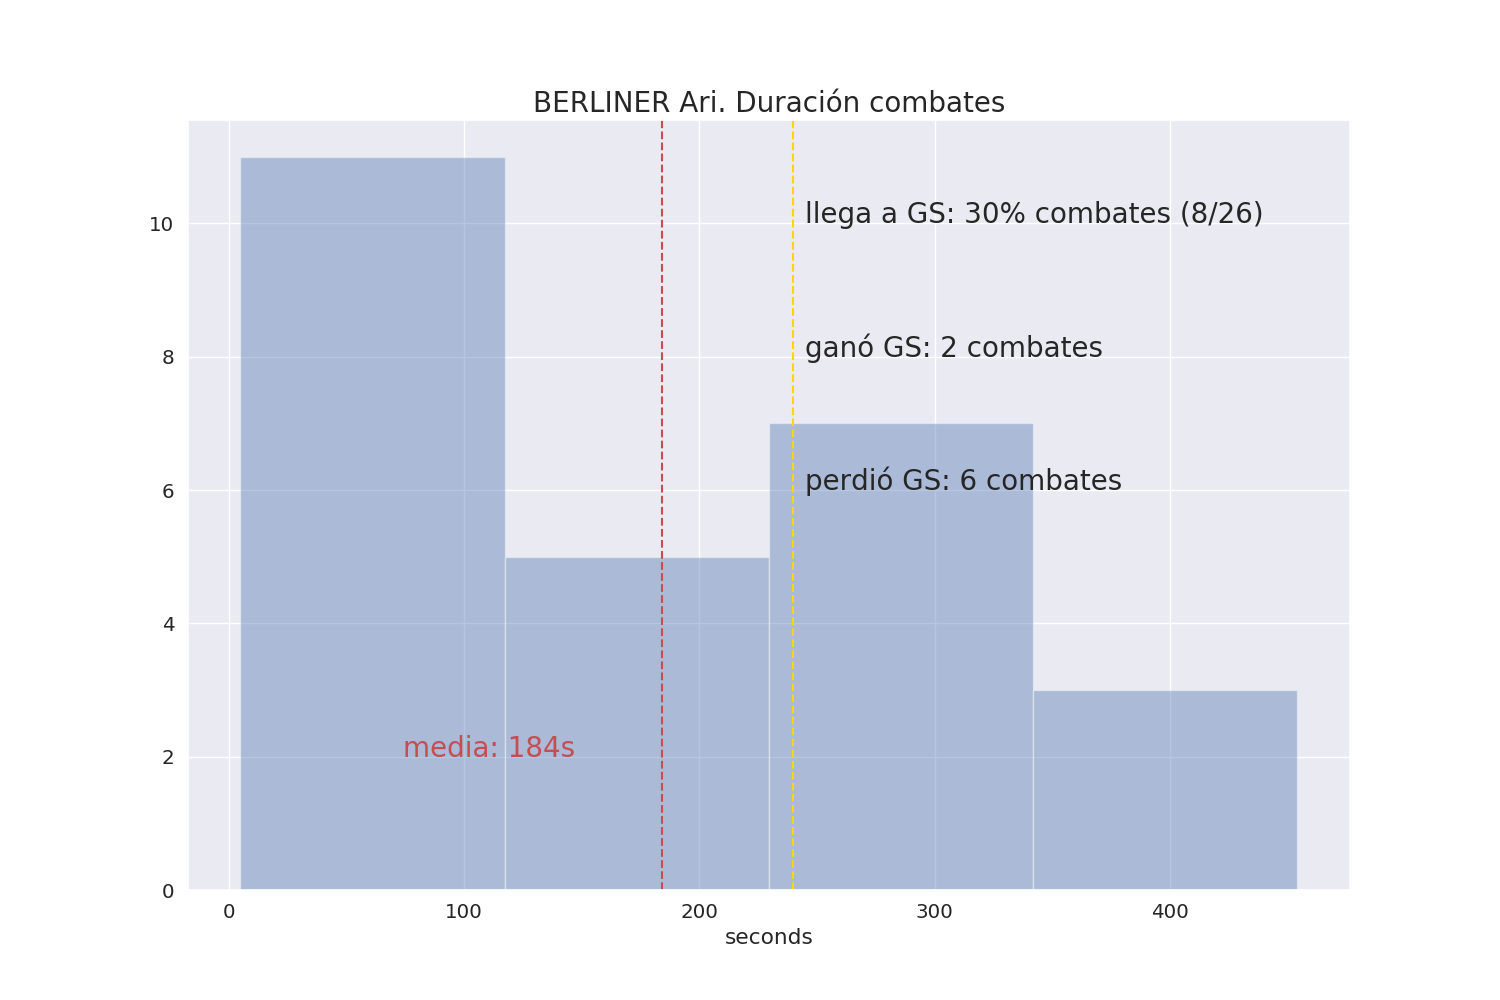 BERLINER Ari. Duración combates
10
8
6
4
2
0
llega a GS: 30% combates (8/26)
ganó GS: 2 combates
perdió GS: 6 combates
media: 184s
0 100 200 300 400
seconds